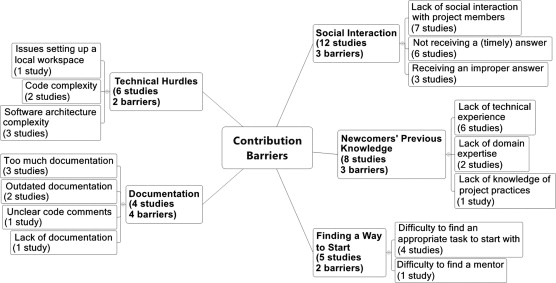 Contribution
Barriers
Technical Hurdles
(6 studies
2 barriers)
Issues setting up a
local workspace
(1 study)
Code complexity
(2 studies)
Software architecture
complexity
(3 studies)
Documentation
(4 studies
4 barriers)
Too much documentation
(3 studies)
Outdated documentation
(2 studies)
Unclear code comments
(1 study)
Lack of documentation
(1 study)
Social Interaction
(12 studies
3 barriers)
Lack of social interaction
with project members
(7 studies)
Not receiving a (timely) answer
(6 studies)
Receiving an improper answer
(3 studies)
Newcomers' Previous
Knowledge
(8 studies
3 barriers)
Lack of technical
experience
(6 studies)
Lack of domain
expertise
(2 studies)
Lack of knowledge of
project practices
(1 study)
Finding a Way
to Start
(5 studies
2 barriers)
Difficulty to find an
appropriate task to start with
(4 studies)
Difficulty to find a mentor
(1 study)